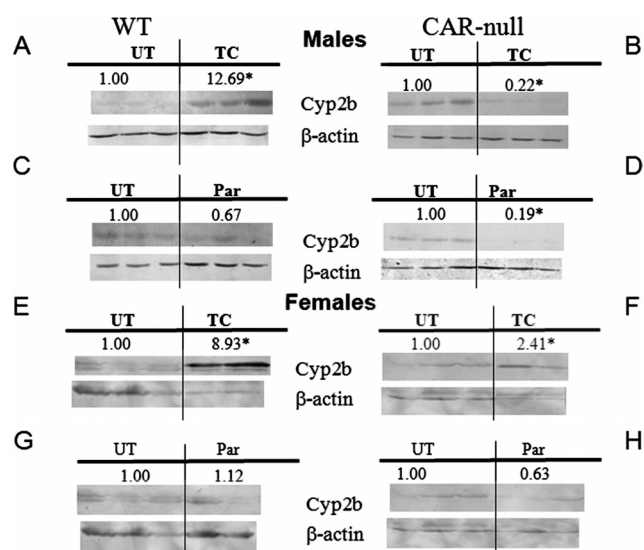 WT Males CAR-null
A UT TC UT TC B
1.00 12.69* 1.00 0.22*
Cyp2b
β-actin
C UT Par UT Par D
1.00 0.67 1.00 0.19*
Cyp2b
β-actin
Females
E UT TC UT TC F
1.00 8.93* 1.00 2.41*
Cyp2b
β-actin
G UT Par UT Par H
1.00 1.12 1.00 0.63
Cyp2b
β-actin